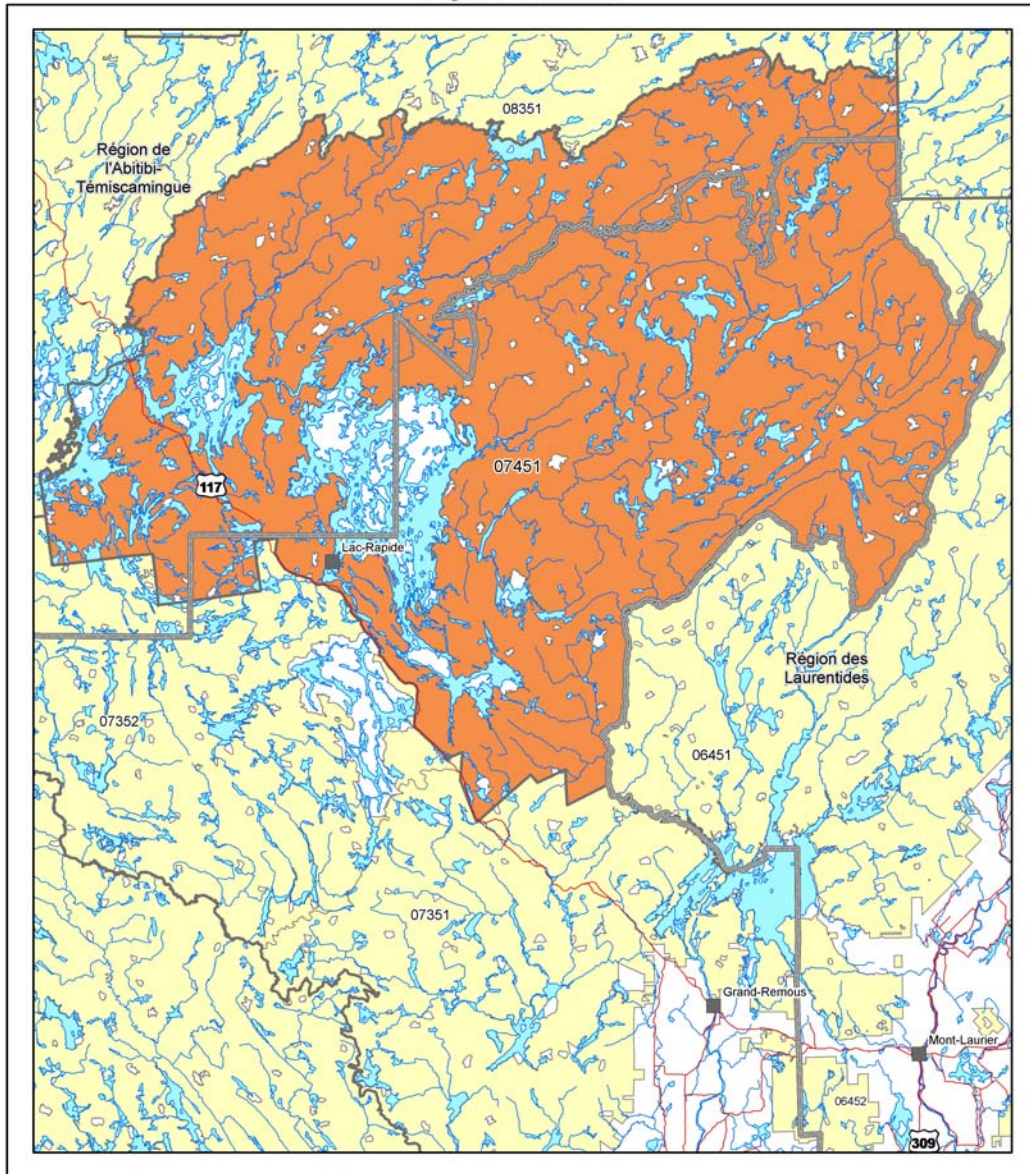 08351
Région de
l'Abitibi-
Témiscamingue
07451
117
Lac-Rapide
Région des
Laurentides
07352
06451
07351
Grand-Remous
Mont-Laurier
06452
309